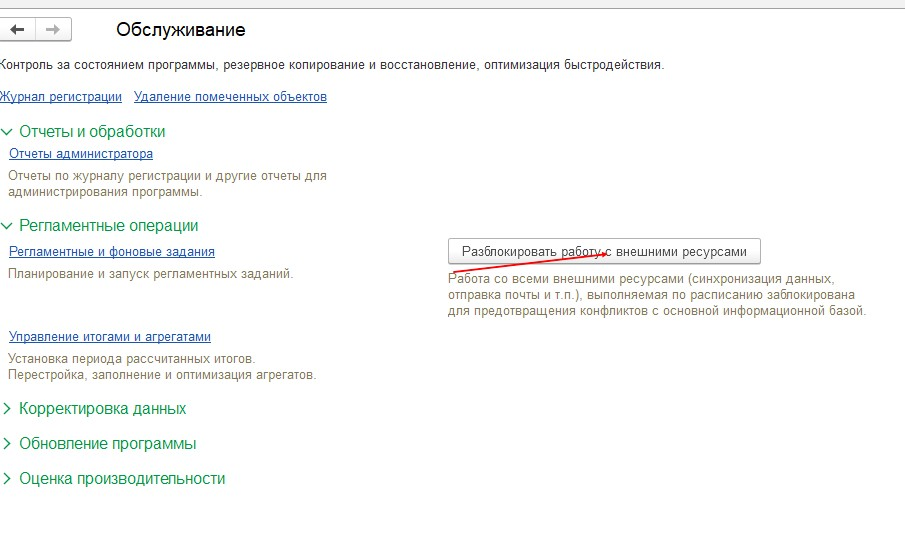 Обслуживание
Контроль за состоянием программы, резервное копирование и восстановление, оптимизация быстродействия.
Журнал регистрации Удаление помеченных объектов
Отчеты и обработки
Отчеты администратора
Отчеты по журналу регистрации и другие отчеты для
администрирования программы.
Регламентные операции
Регламентные и фоновые задания
Планирование и запуск регламентных заданий.
Разблокировать работу с внешними ресурсами
Работа со всеми внешними ресурсами (синхронизация данных,
отправка почты и т.п.), выполняемая по расписанию заблокирована
для предотвращения конфликтов с основной информационной базой.
Управление итогами и агрегатами
Установка периода рассчитанных итогов.
Перестройка, заполнение и оптимизация агрегатов.
Корректировка данных
Обновление программы
Оценка производительности